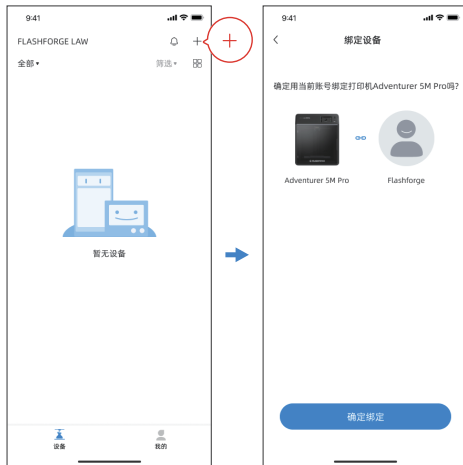 9:41
FLASHFORGE LAW
全部
筛选
暂无设备
设备
我的
9:41
绑定设备
确定用当前账号绑定打印机Adventurer 5M Pro吗?
Adventurer 5M Pro
Flashforge
确定绑定